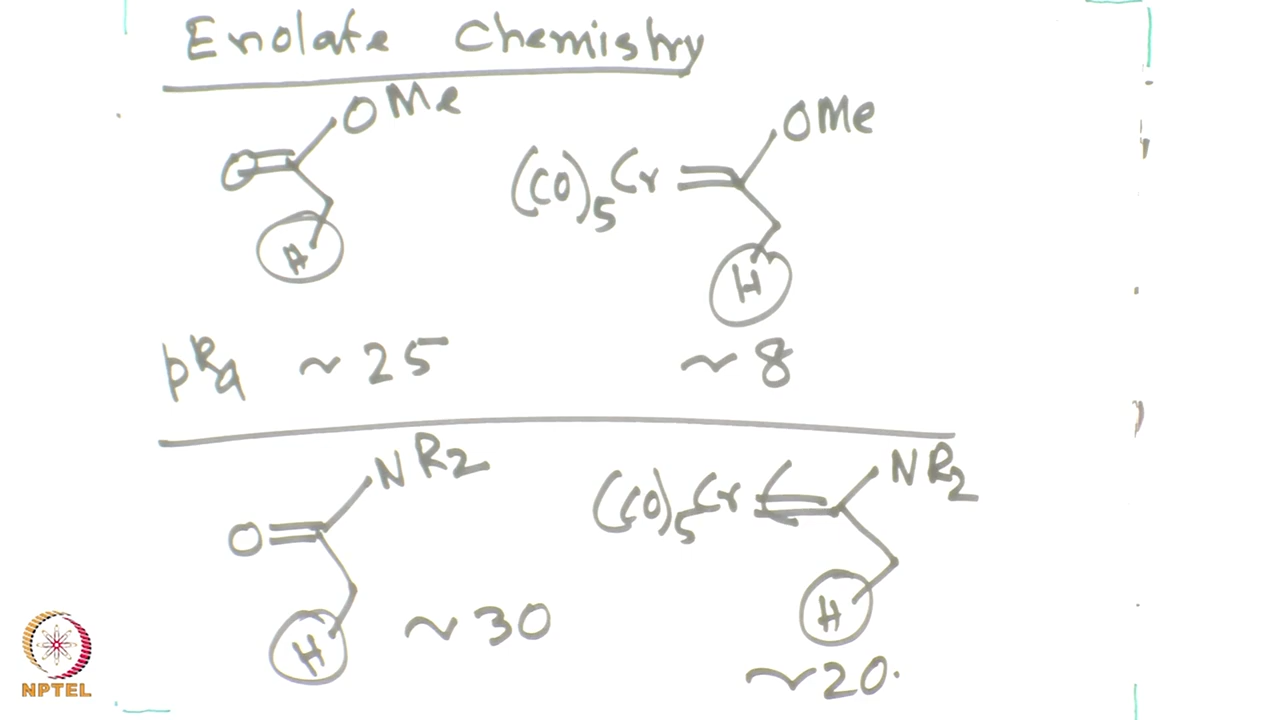 Enolate Chemistry
O OMe
H
(CO)5Cr OMe
H
pKa ~ 25 ~ 8
O NR2
H ~ 30
(CO)5Cr NR2
H
~ 20.
NPTEL